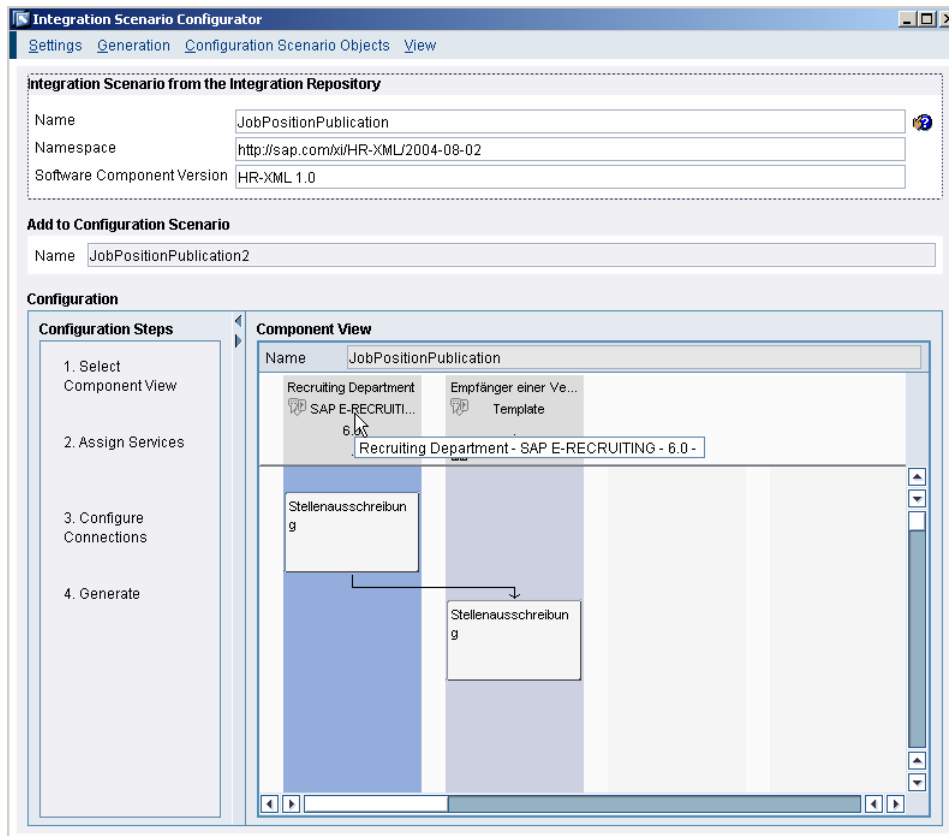 Integration Scenario Configurator
Settings Generation Configuration Scenario Objects View
Integration Scenario from the Integration Repository
Name JobPositionPublication
Namespace http://sap.com/xi/HR-XML/2004-08-02
Software Component Version HR-XML 1.0
Add to Configuration Scenario
Name JobPositionPublication2
Configuration
Configuration Steps
1. Select
Component View
2. Assign Services
3. Configure
Connections
4. Generate
Component View
Name JobPositionPublication
Recruiting Department
SAP E-RECRUITI...
6.0
Empfänger einer Ve...
Template
Recruiting Department - SAP E-RECRUITING - 6.0 -
Stellenausschreibun
g
Stellenausschreibun
g